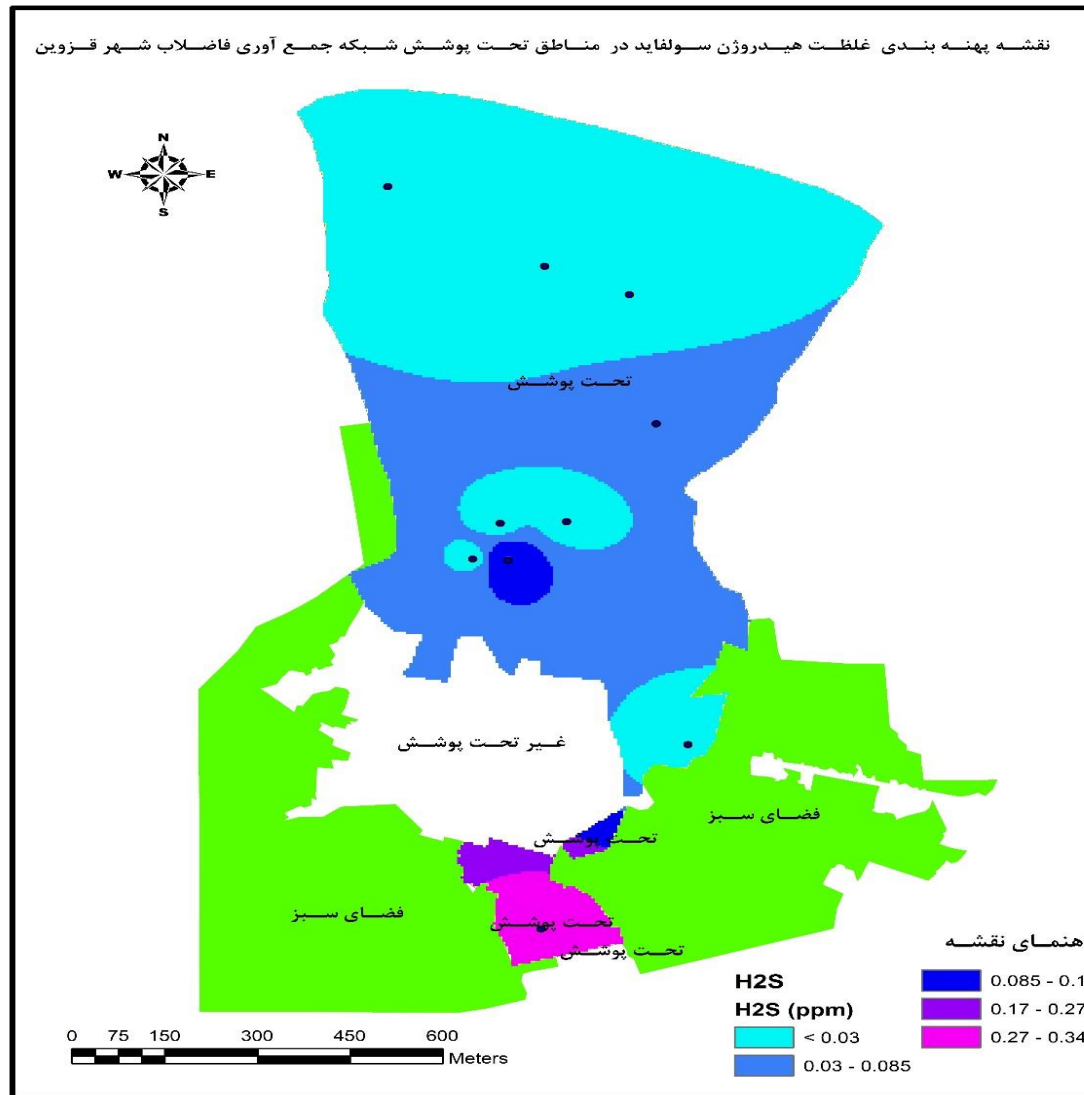 نقشه پهنه بندی غلظت هیدروژن سولفاید در مناطق تحت پوشش شبکه جمع آوری فاضلاب شهر قزوین
N
W E
S
تحت پوشش
غیر تحت پوشش
فضای سبز
تحت پوشش
فضای سبز
تحت پوشش
تحت پوشش
هنمای نقشه
H2S
H2S (ppm)
< 0.03
0.03 - 0.085
0.085 - 0.1
0.17 - 0.27
0.27 - 0.34
0 75 150 300 450 600
Meters